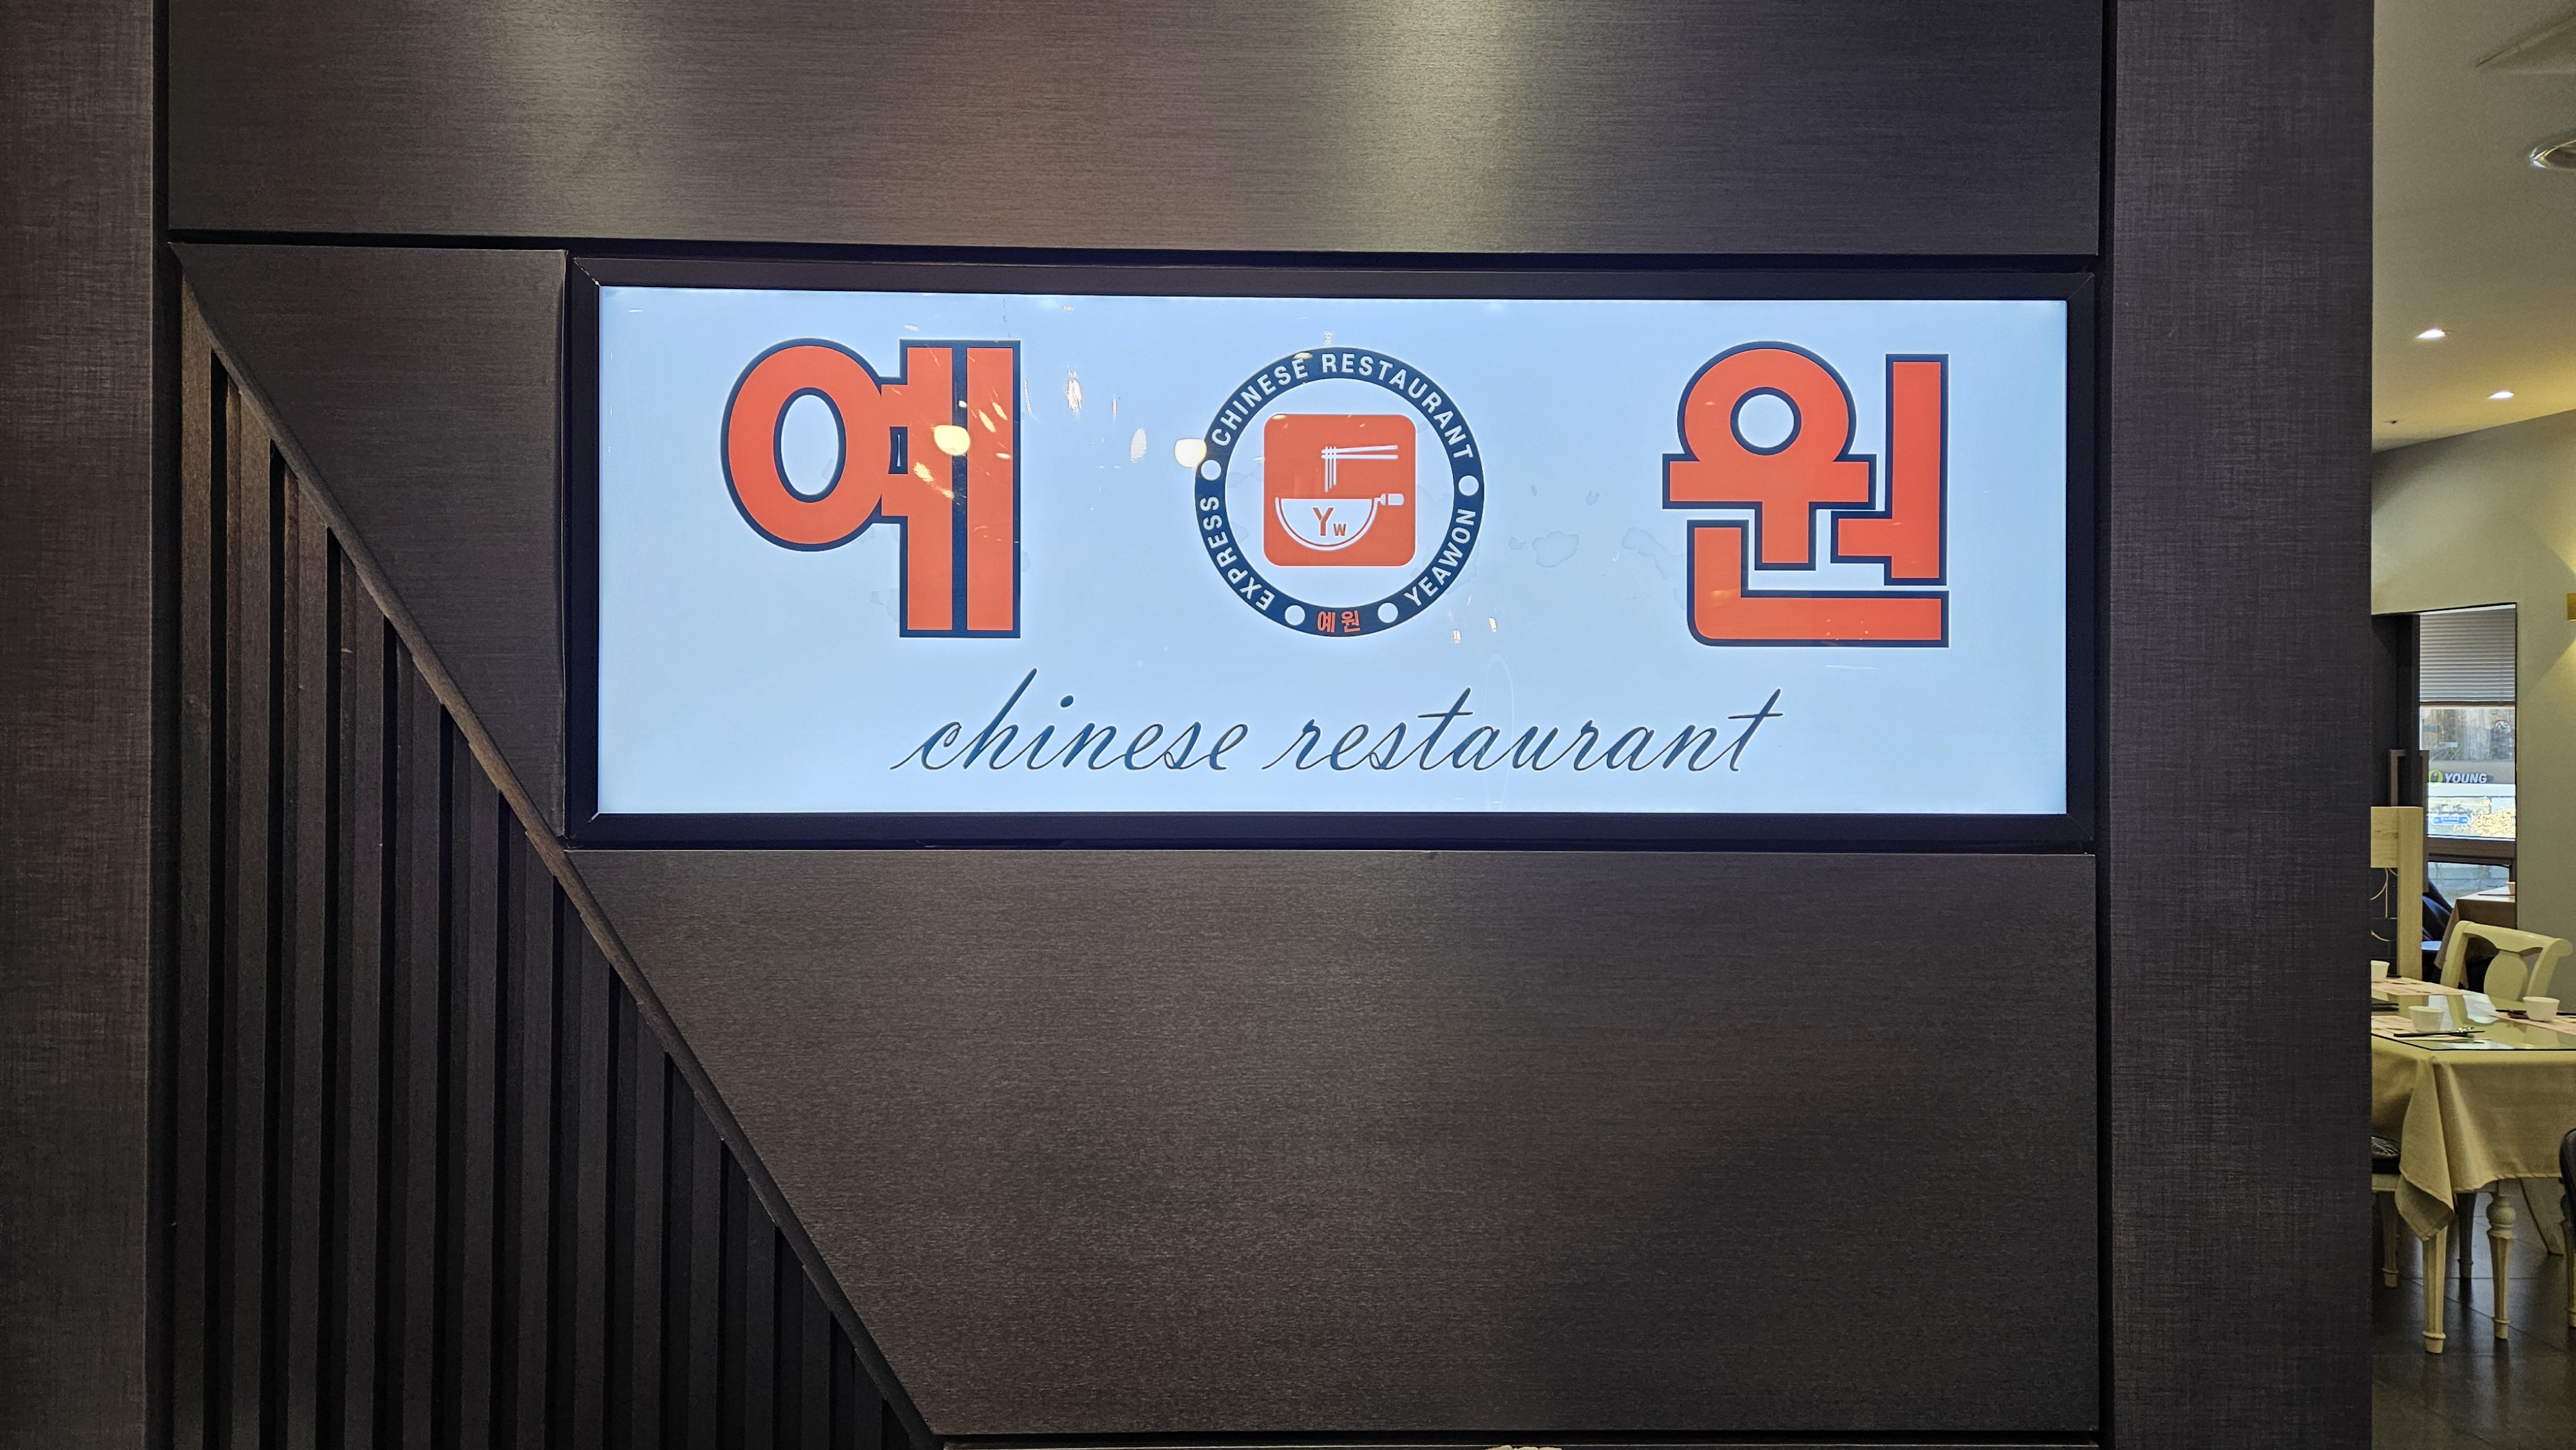 예 원
CHINESE RESTAURANT
YEAWON
예원
EXPRESS
Yw
chinese restaurant
YOUNG